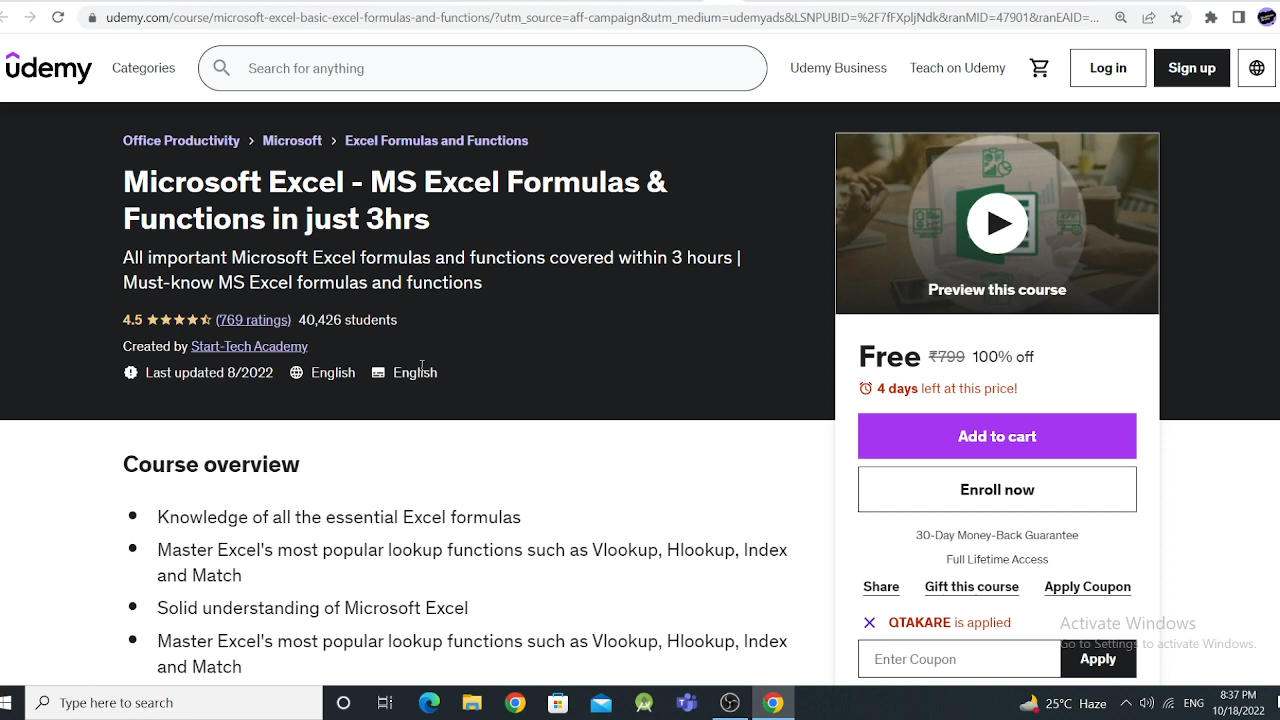 udemy.com/course/microsoft-excel-basic-excel-formulas-and-functions/?utm_source=aff-campaign&utm_medium=udemyads&LSNPUBID=%2F7fFXpljNdk&ranMID=47901&ranEAID=...
ûdemy
Categories
Search for anything
Udemy Business
Teach on Udemy
Log in
Sign up
Office Productivity > Microsoft > Excel Formulas and Functions
Microsoft Excel - MS Excel Formulas &
Functions in just 3hrs
All important Microsoft Excel formulas and functions covered within 3 hours |
Must-know MS Excel formulas and functions
4.5 (769 ratings) 40,426 students
Created by Start-Tech Academy
Last updated 8/2022 English English
Preview this course
Free ₹799 100% off
4 days left at this price!
Add to cart
Enroll now
30-Day Money-Back Guarantee
Full Lifetime Access
Share Gift this course Apply Coupon
QTAKARE is applied
Enter Coupon
Apply
Course overview
Knowledge of all the essential Excel formulas
Master Excel's most popular lookup functions such as Vlookup, Hlookup, Index
and Match
Solid understanding of Microsoft Excel
Master Excel's most popular lookup functions such as Vlookup, Hlookup, Index
and Match
Activate Windows
Go to Settings to activate Windows.
Type here to search
25°C Haze
ENG
8:37 PM
10/18/2022